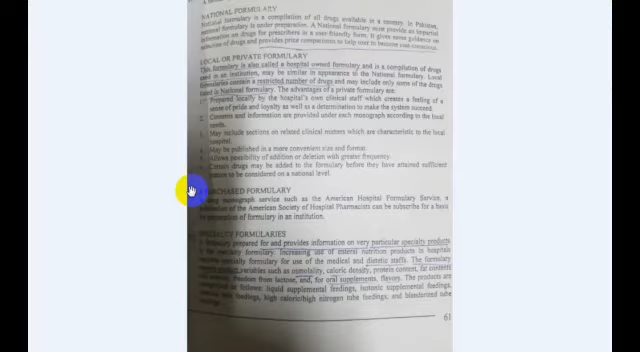 NATIONAL FORMULARY
National formulary is a compilation of all drugs available in a country. In Pakistan,
national formulary is under preparation. A National formulary must provide an impartial
information on drugs for prescribers in a user-friendly form. It gives some guidance on
selection of drugs and provides price comparisons to help user to become cost-conscious.
LOCAL OR PRIVATE FORMULARY
This formulary is also called a hospital owned formulary and is a compilation of drugs
used in an institution, may be similar in appearance to the National formulary. Local
formularies contain a restricted number of drugs and may include only some of the drugs
listed in National formulary. The advantages of a private formulary are:
1. Prepared locally by the hospital's own clinical staff which creates a feeling of a
sense of pride and loyalty as well as a determination to make the system succeed.
2. Contents and information are provided under each monograph according to the local
needs.
May include sections on related clinical matters which are characteristic to the local
hospital.
May be published in a more convenient size and format.
Allows possibility of addition or deletion with greater frequency.
Certain drugs may be added to the formulary before they have attained sufficient
to be considered on a national level.
PURCHASED FORMULARY
monograph service such as the American Hospital Formulary Service, a
of the American Society of Hospital Pharmacists can be subscribe for a basis
preparation of formulary in an institution.
SPECIALTY FORMULARIES
prepared for and provides information on very particular specialty products
formulary. Increasing use of enteral nutrition products in hospitals
specialty formulary for use of the medical and dietetic staffs. The formulary
variables such as osmolality, caloric density, protein content, fat contents
freedom from lactose, and, for oral supplements, flavors. The products are
as follows: liquid supplemental feedings, isotonic supplemental feedings,
tube feedings, high caloric/high nitrogen tube feedings, and blenderized tube
61